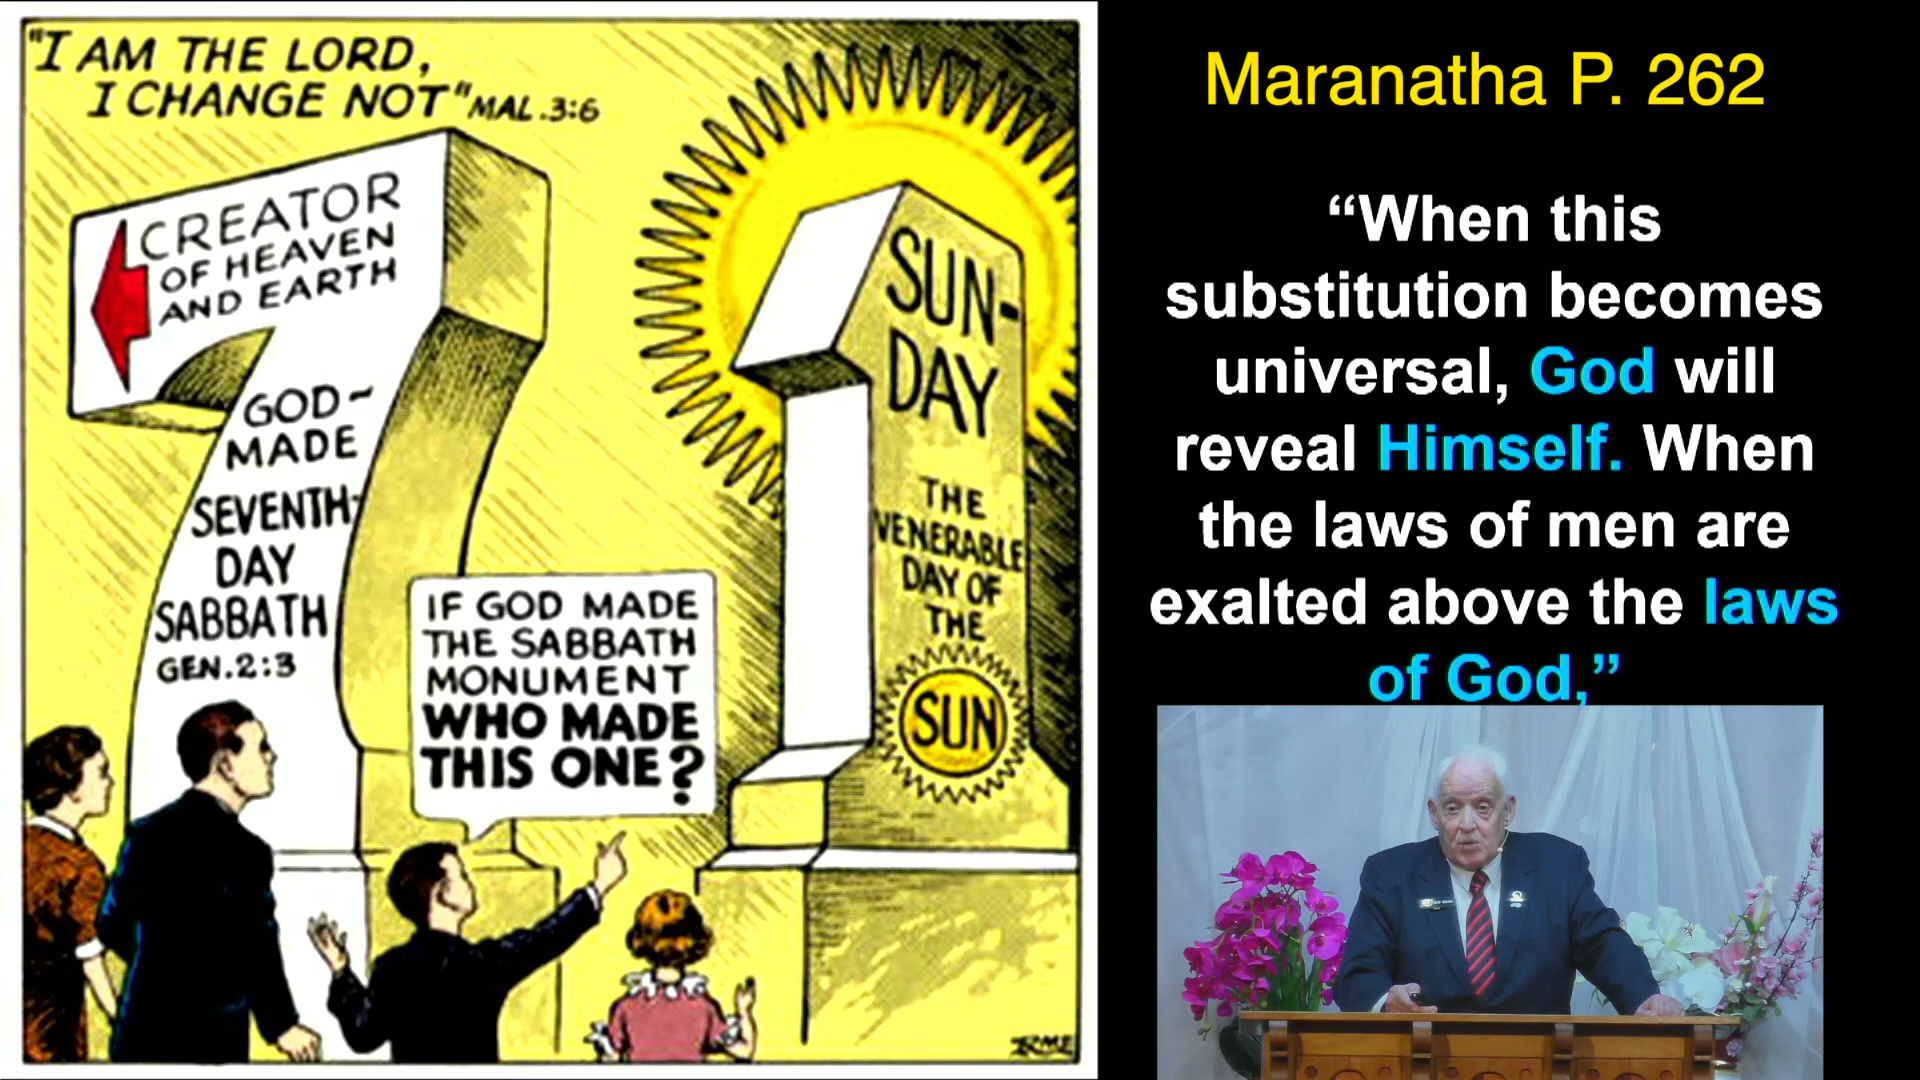 "I AM THE LORD,
I CHANGE NOT" MAL. 3:6
CREATOR
OF HEAVEN
AND EARTH
GOD-
MADE
SEVENTH-
DAY
SABBATH
GEN. 2:3
IF GOD MADE
THE SABBATH
MONUMENT
WHO MADE
THIS ONE?
SUN-
DAY
THE
VENERABLE
DAY OF
THE
SUN
Maranatha P. 262
“When this
substitution becomes
universal, God will
reveal Himself. When
the laws of men are
exalted above the laws
of God,”